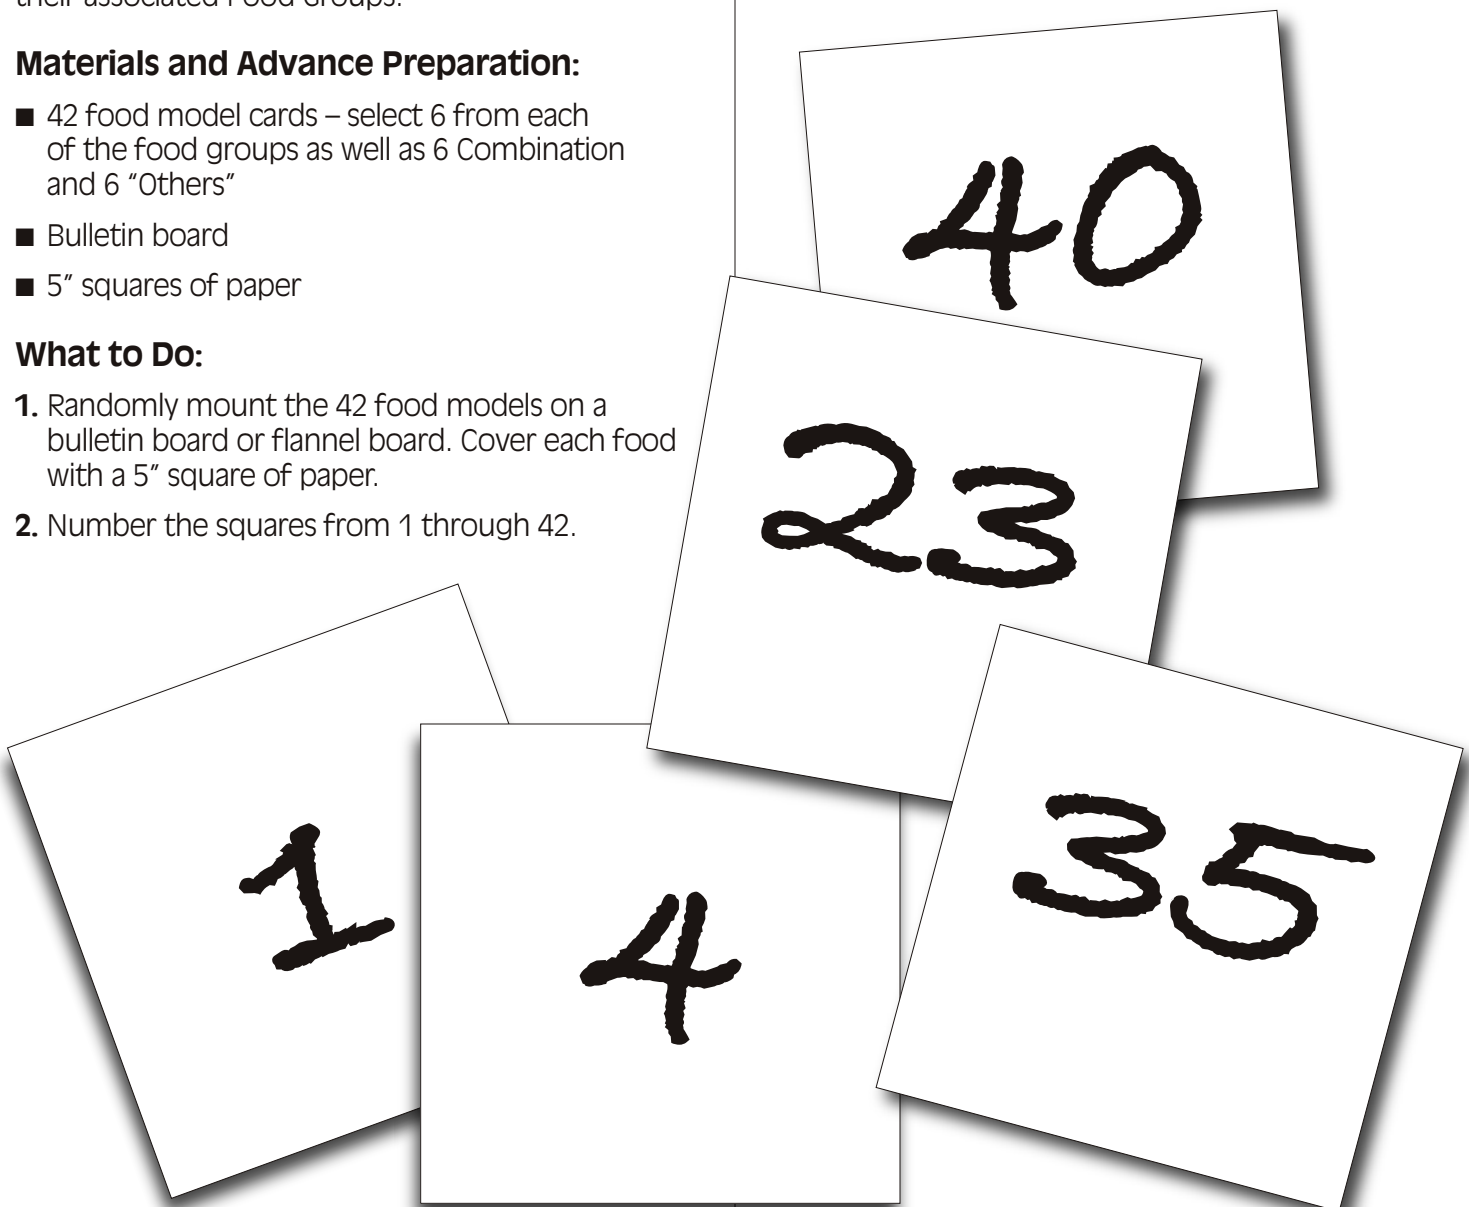 their associated Food Groups.
Materials and Advance Preparation:
■ 42 food model cards – select 6 from each
of the food groups as well as 6 Combination
and 6 “Others”
■ Bulletin board
■ 5” squares of paper
What to Do:
1. Randomly mount the 42 food models on a
bulletin board or flannel board. Cover each food
with a 5” square of paper.
2. Number the squares from 1 through 42.
40
23
35
1
4